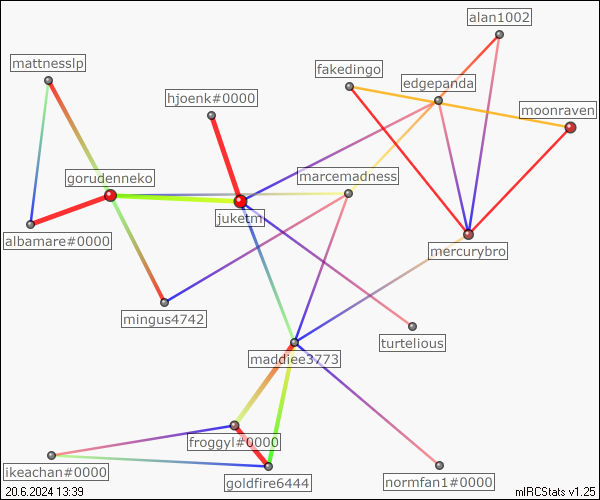 alan1002
mattnesslp
fakedingo
edgepanda
hjoenk#0000
moonraven
gorudenneko
marcemadness
juketm
albamare#0000
mercurybro
mingus4742
turtelious
maddiee3773
froggyl#0000
ikeachan#0000
goldfire6444
normfan1#0000
20.6.2024 13:39
mIRCStats v1.25